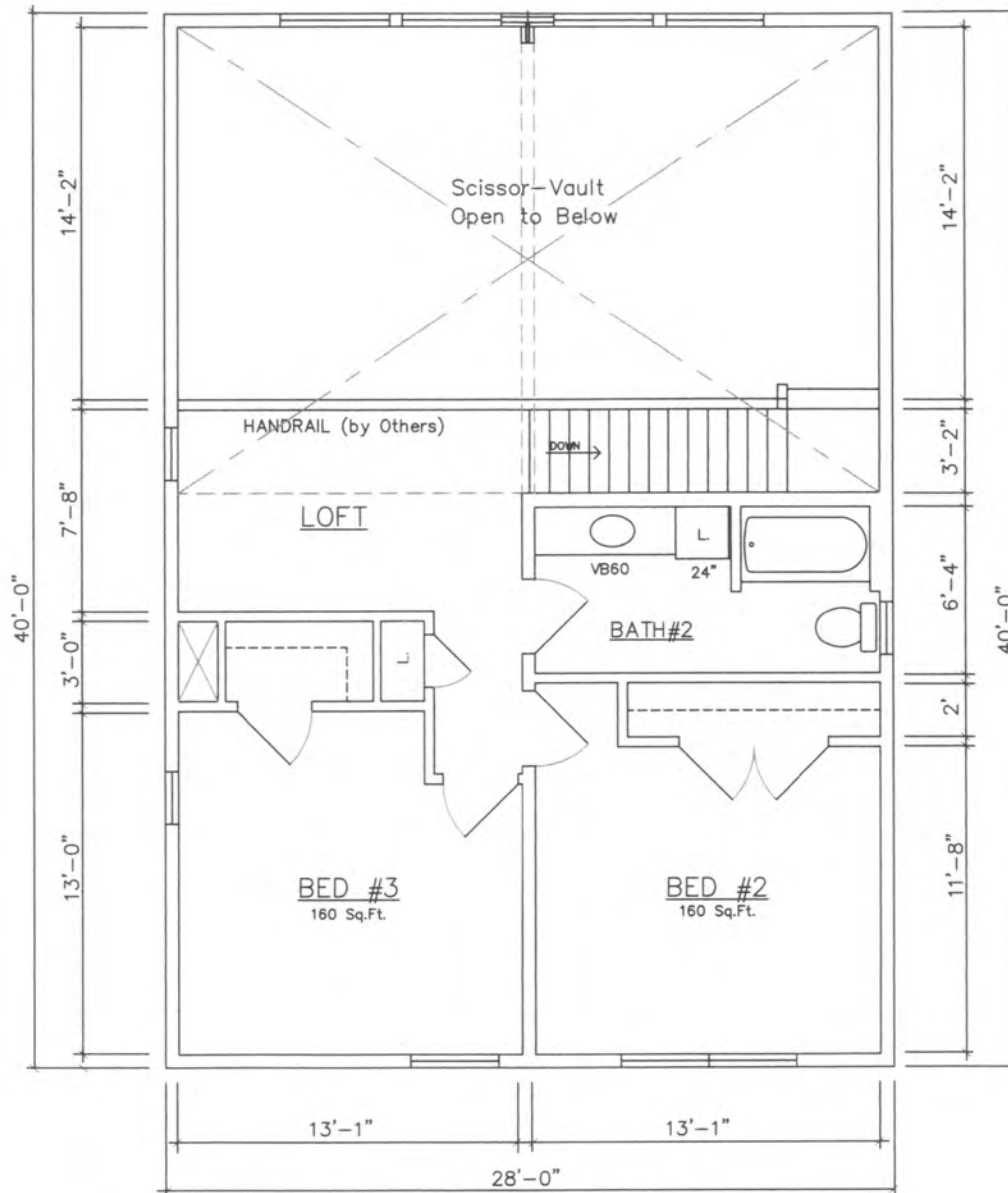 14'-2"
14'-2"
Scissor-Vault
Open to Below
HANDRAIL (by Others)
DOWN
3'-2"
7'-8"
LOFT
L.
VB60
24"
6'-4"
40'-0"
40'-0"
BATH#2
3'-0"
L.
2'
13'-0"
11'-8"
BED #3
160 Sq.Ft.
BED #2
160 Sq.Ft.
13'-1"
13'-1"
28'-0"